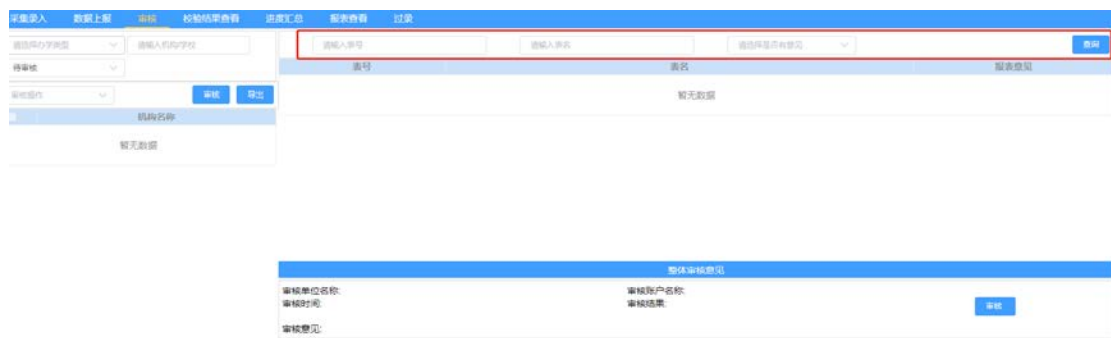 采集录入 数据上报 审核 校验结果查看 进度汇总 报表查看 过录
请选择办学类型 请输入机构/学校
请输入表号 请输入表名 请选择是否有意见 查询
待审核
表号 表名 报表意见
审核操作 审核 导出
暂无数据
机构名称
暂无数据
整体审核意见
审核单位名称: 审核账户名称:
审核时间: 审核结果: 审核
审核意见: